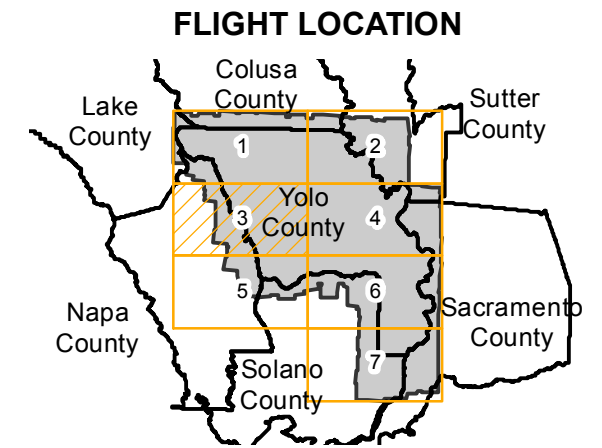 FLIGHT LOCATION
Colusa
County
Lake
County
Sutter
County
1
2
Yolo
County
3
4
5
6
Napa
County
Sacramento
County
7
Solano
County